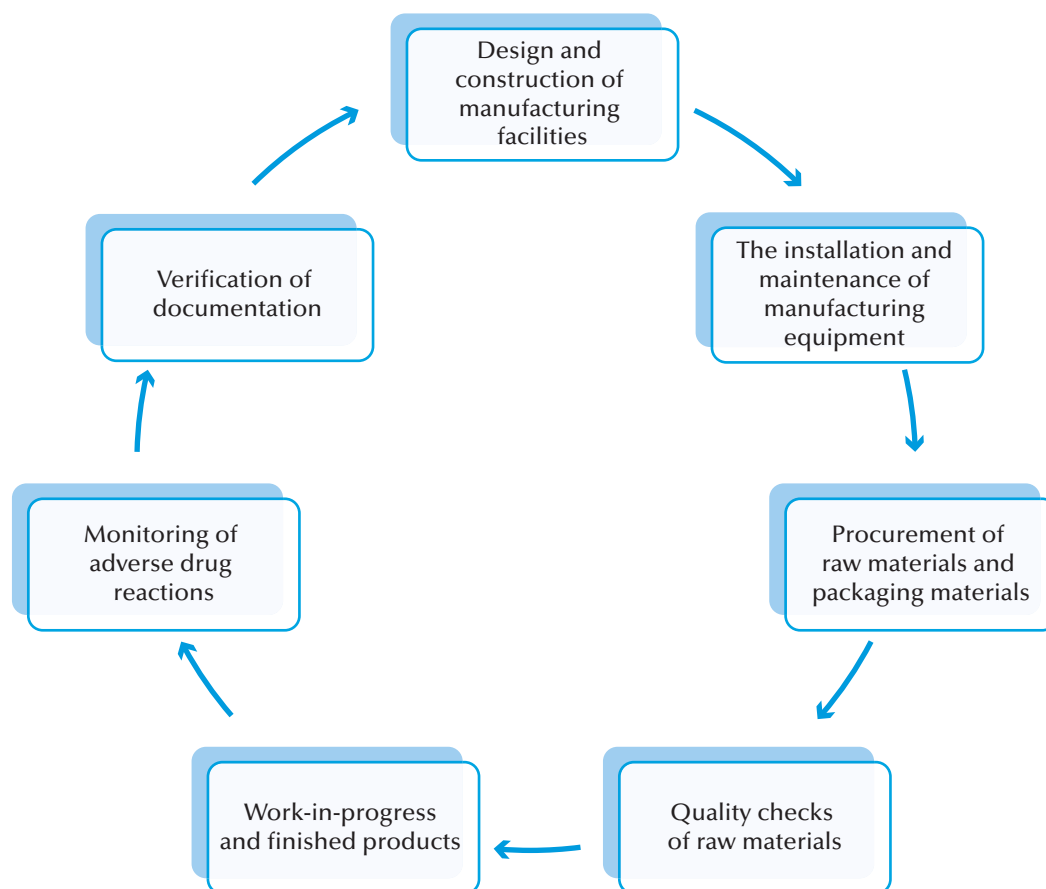 Design and
construction of
manufacturing
facilities
The installation and
maintenance of
manufacturing
equipment
Procurement of
raw materials and
packaging materials
Quality checks
of raw materials
Work-in-progress
and finished products
Monitoring of
adverse drug
reactions
Verification of
documentation